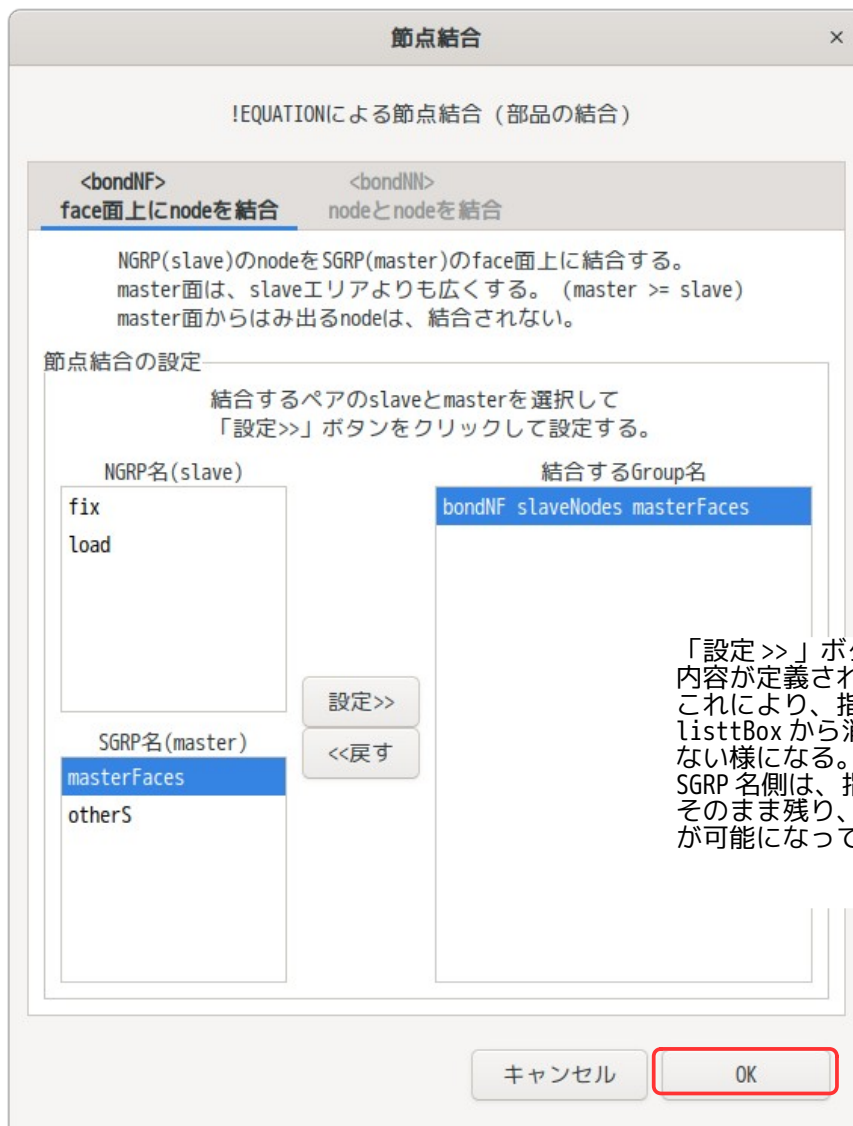 節点結合
×
!EQUATIONによる節点結合(部品の結合)
<bondNF>
face面上にnodeを結合
<bondNN>
nodeとnodeを結合
NGRP(slave)のnodeをSGRP(master)のface面上に結合する。
master面は、slaveエリアよりも広くする。 (master >= slave)
master面からはみ出るnodeは、結合されない。
節点結合の設定
結合するペアのslaveとmasterを選択して
「設定>>」ボタンをクリックして設定する。
NGRP名(slave)
fix
load
SGRP名(master)
masterFaces
otherS
設定>>
<<戻す
結合するGroup名
bondNF slaveNodes masterFaces
「設定 >> 」ボ
内容が定義され
これにより、指
listtBox から消
ない様になる。
SGRP 名側は、指
そのまま残り、
が可能になって
キャンセル
OK